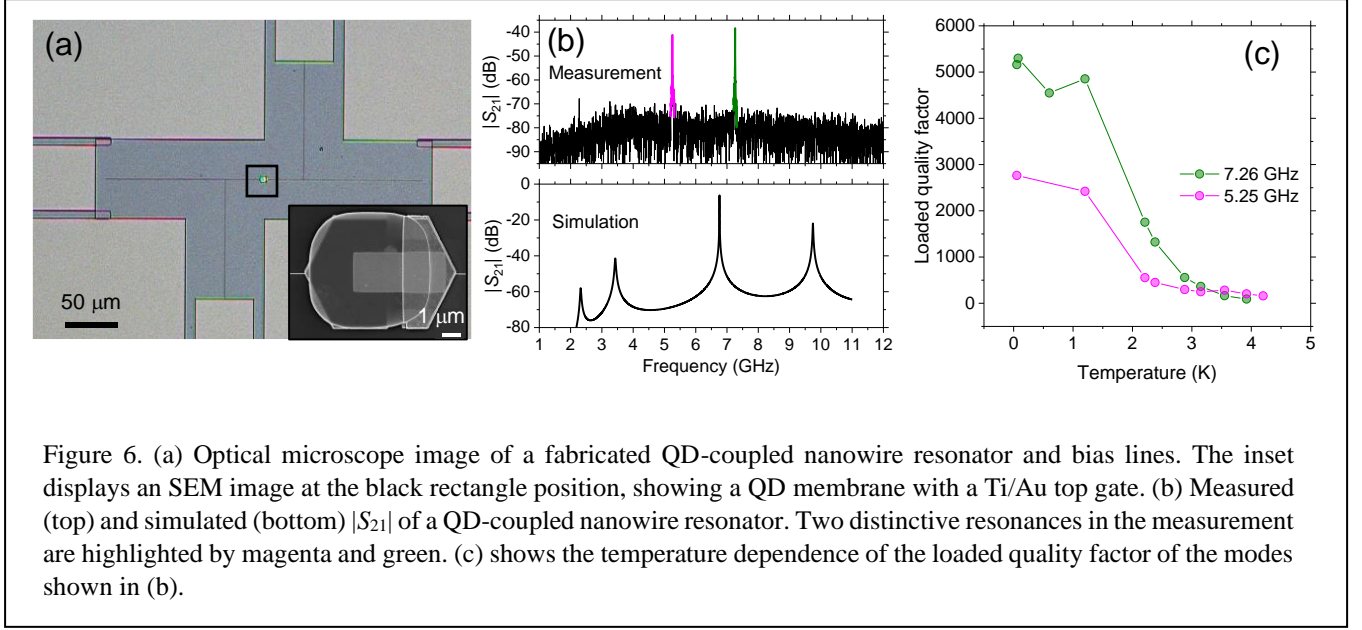 (a)
50 μm
1 μm
(b)
Measurement
|S21| (dB)
-40
-50
-60
-70
-80
-90
Simulation
|S21| (dB)
0
-20
-40
-60
-80
1 2 3 4 5 6 7 8 9 10 11 12
Frequency (GHz)
(c)
Loaded quality factor
6000
5000
4000
3000
2000
1000
0
7.26 GHz
5.25 GHz
0 1 2 3 4 5
Temperature (K)
Figure 6. (a) Optical microscope image of a fabricated QD-coupled nanowire resonator and bias lines. The inset
displays an SEM image at the black rectangle position, showing a QD membrane with a Ti/Au top gate. (b) Measured
(top) and simulated (bottom) |S21| of a QD-coupled nanowire resonator. Two distinctive resonances in the measurement
are highlighted by magenta and green. (c) shows the temperature dependence of the loaded quality factor of the modes
shown in (b).